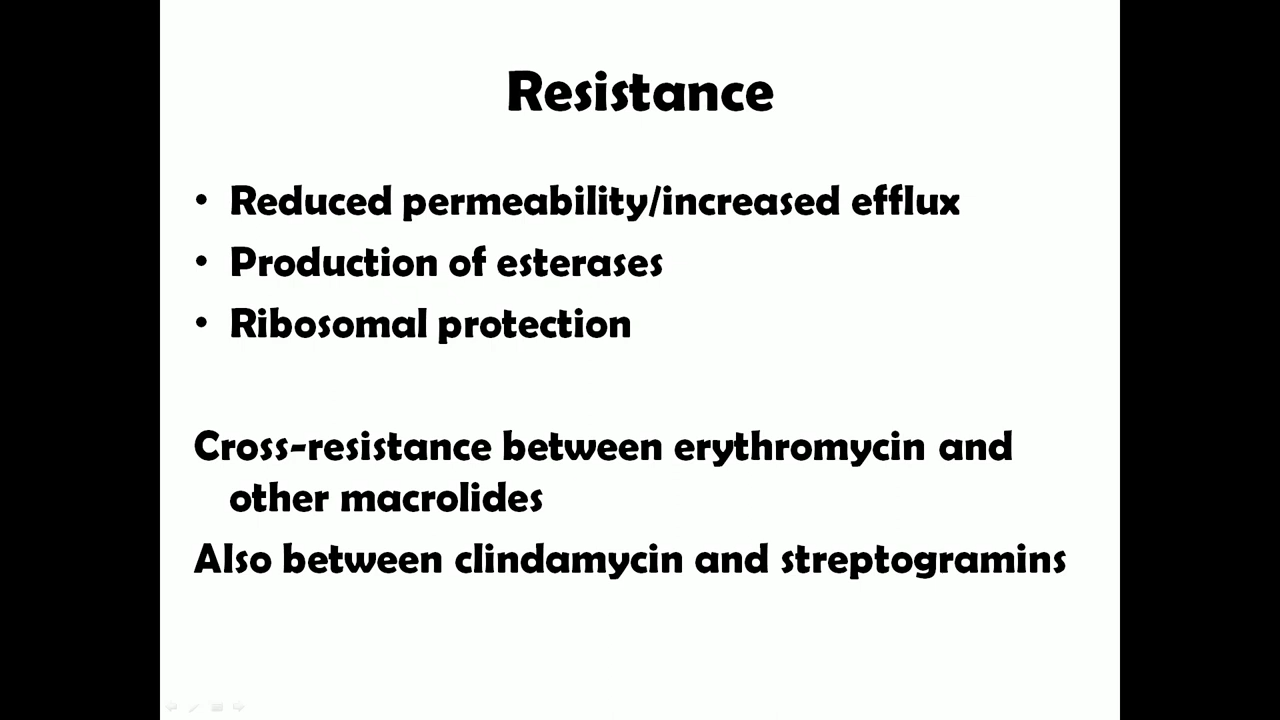 Resistance
• Reduced permeability/increased efflux
• Production of esterases
• Ribosomal protection
Cross-resistance between erythromycin and
other macrolides
Also between clindamycin and streptogramins